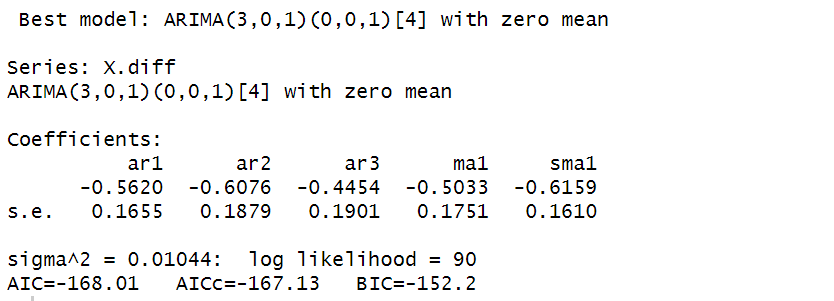 Best model: ARIMA(3,0,1)(0,0,1)[4] with zero mean
Series: X.diff
ARIMA(3,0,1)(0,0,1)[4] with zero mean
Coefficients:
ar1 ar2 ar3 ma1 sma1
-0.5620 -0.6076 -0.4454 -0.5033 -0.6159
s.e. 0.1655 0.1879 0.1901 0.1751 0.1610
sigma^2 = 0.01044: log likelihood = 90
AIC=-168.01 AICc=-167.13 BIC=-152.2